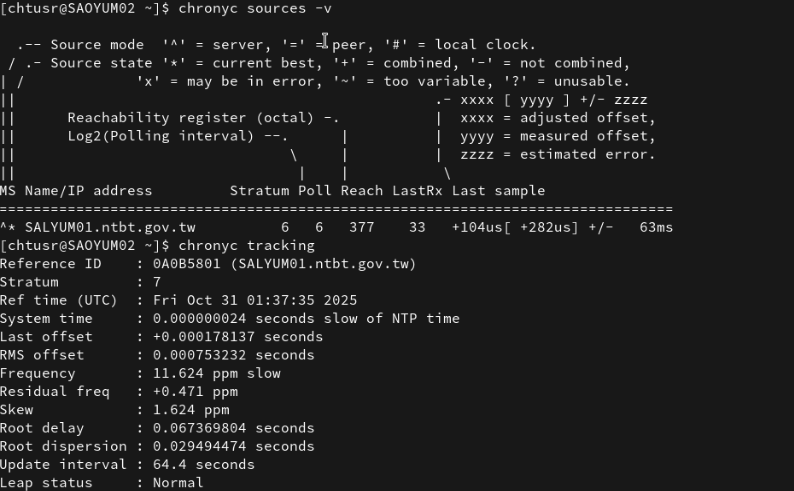 [chtusr@SAOYUM02 ~]$ chronyc sources -v

  .-- Source mode  '^' = server, '=' = peer, '#' = local clock.
 / .- Source state '*' = current best, '+' = combined, '-' = not combined,
| /             'x' = may be in error, '~' = too variable, '?' = unusable.
||                                                 .- xxxx [ yyyy ] +/- zzzz
||      Reachability register (octal) -.           |  xxxx = adjusted offset,
||      Log2(Polling interval) --.      |          |  yyyy = measured offset,
||                                \     |          |  zzzz = estimated error.
||                                 |    |           \
MS Name/IP address         Stratum Poll Reach LastRx Last sample
===============================================================================
^* SALYUM01.ntbt.gov.tw          6   6   377    33   +104us[ +282us] +/-   63ms
[chtusr@SAOYUM02 ~]$ chronyc tracking
Reference ID    : 0A0B5801 (SALYUM01.ntbt.gov.tw)
Stratum         : 7
Ref time (UTC)  : Fri Oct 31 01:37:35 2025
System time     : 0.000000024 seconds slow of NTP time
Last offset     : +0.000178137 seconds
RMS offset      : 0.000753232 seconds
Frequency       : 11.624 ppm slow
Residual freq   : +0.471 ppm
Skew            : 1.624 ppm
Root delay      : 0.067369804 seconds
Root dispersion : 0.029494474 seconds
Update interval : 64.4 seconds
Leap status     : Normal